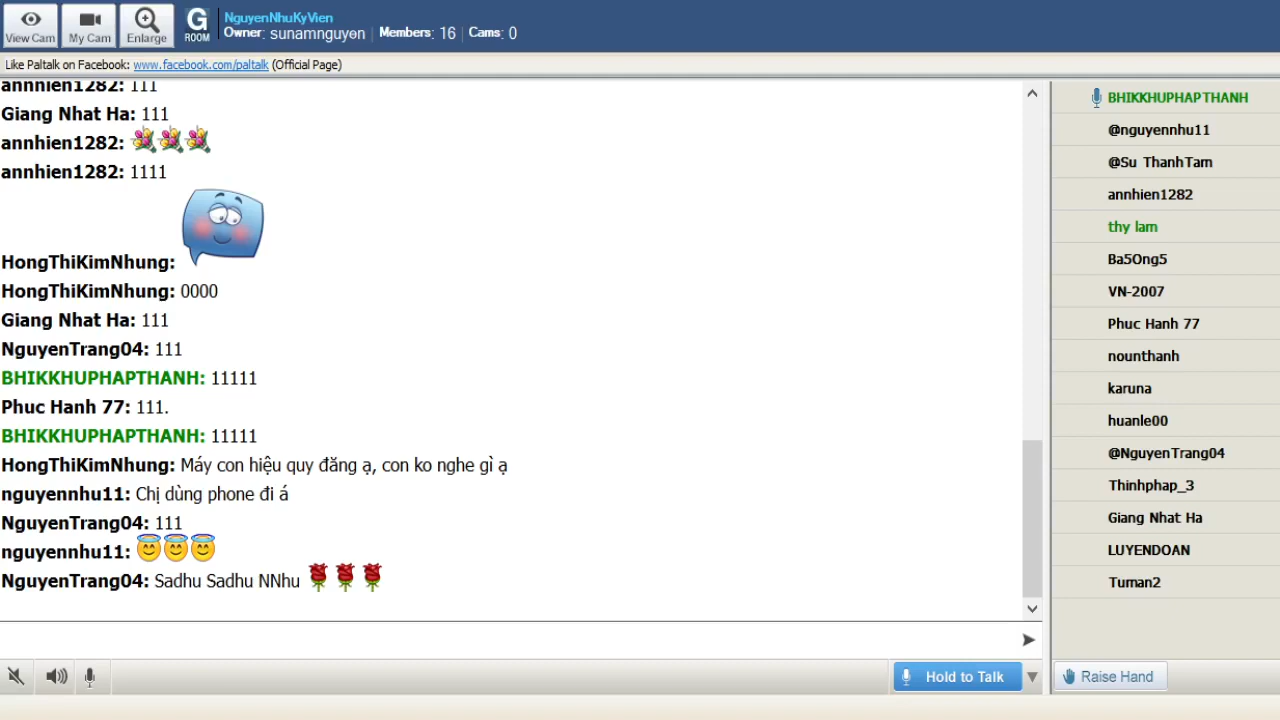 View Cam
My Cam
Enlarge
G
ROOM
NguyenNhuKyVien
Owner: sunamnguyen | Members: 16 | Cams: 0
Like Paltalk on Facebook: www.facebook.com/paltalk (Official Page)
annhien1282: 111
Giang Nhat Ha: 111
annhien1282:
annhien1282: 1111
HongThiKimNhung:
HongThiKimNhung: 0000
Giang Nhat Ha: 111
NguyenTrang04: 111
BHIKKHUPHAPTHANH: 11111
Phuc Hanh 77: 111.
BHIKKHUPHAPTHANH: 11111
HongThiKimNhung: Máy con hiệu quy đăng ạ, con ko nghe gì ạ
nguyennhu11: Chị dùng phone đi á
NguyenTrang04: 111
nguyennhu11:
NguyenTrang04: Sadhu Sadhu NNhu
Hold to Talk
BHIKKHUPHAPTHANH
@nguyennhu11
@Su ThanhTam
annhien1282
thy lam
Ba5Ong5
VN-2007
Phuc Hanh 77
nounthanh
karuna
huanle00
@NguyenTrang04
Thinhphap_3
Giang Nhat Ha
LUYENDOAN
Tuman2
Raise Hand